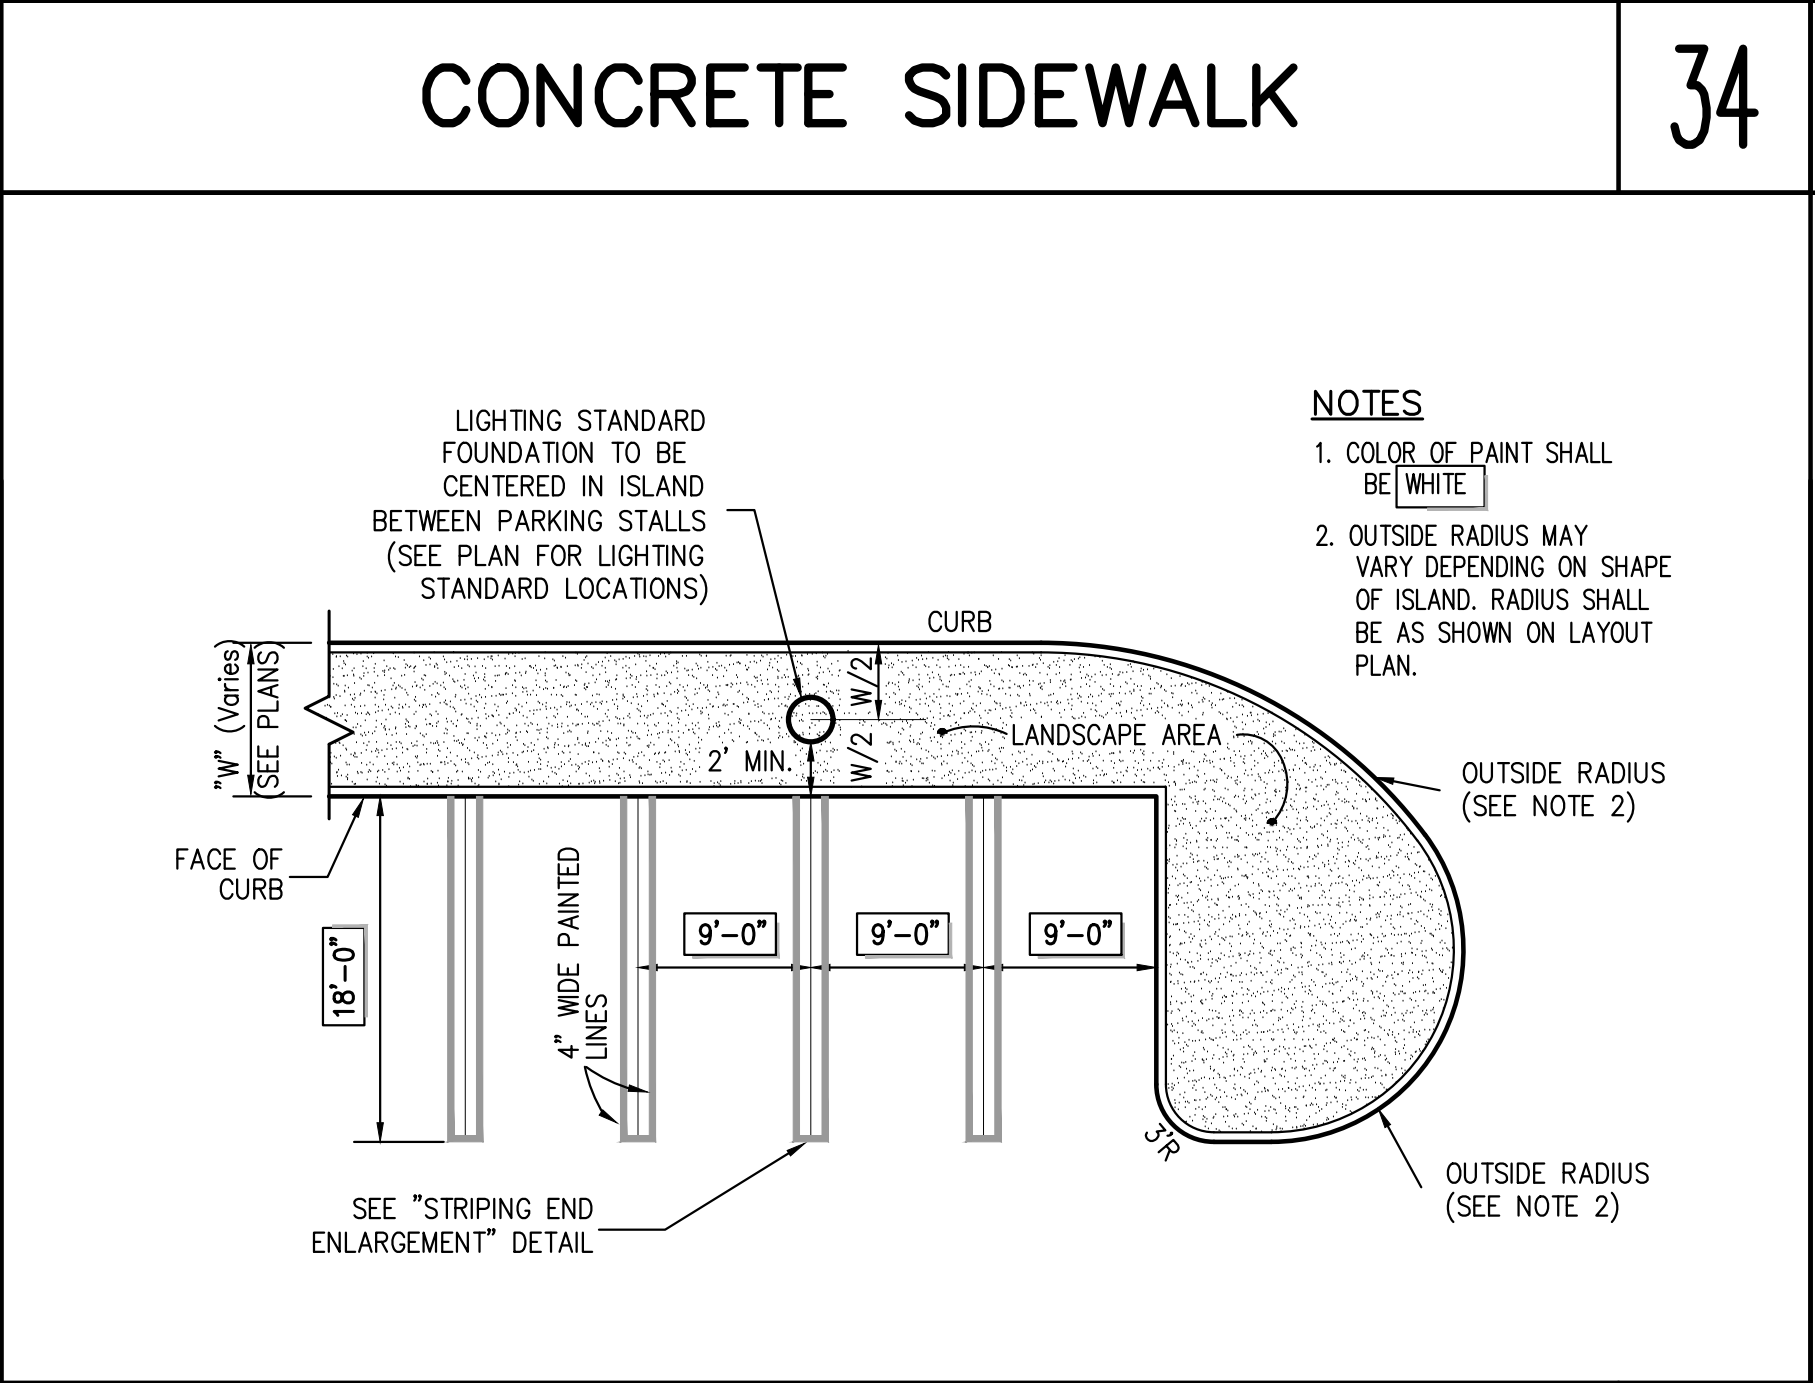 CONCRETE SIDEWALK
34
LIGHTING STANDARD
FOUNDATION TO BE
CENTERED IN ISLAND
BETWEEN PARKING STALLS
(SEE PLAN FOR LIGHTING
STANDARD LOCATIONS)
NOTES
1. COLOR OF PAINT SHALL
BE WHITE
2. OUTSIDE RADIUS MAY
VARY DEPENDING ON SHAPE
OF ISLAND. RADIUS SHALL
BE AS SHOWN ON LAYOUT
PLAN.
CURB
"W" (Varies)
(SEE PLANS)
W/2
W/2
2' MIN.
LANDSCAPE AREA
OUTSIDE RADIUS
(SEE NOTE 2)
FACE OF
CURB
18'-0"
4" WIDE PAINTED
LINES
9'-0"
9'-0"
9'-0"
3'R
SEE "STRIPING END
ENLARGEMENT" DETAIL
OUTSIDE RADIUS
(SEE NOTE 2)